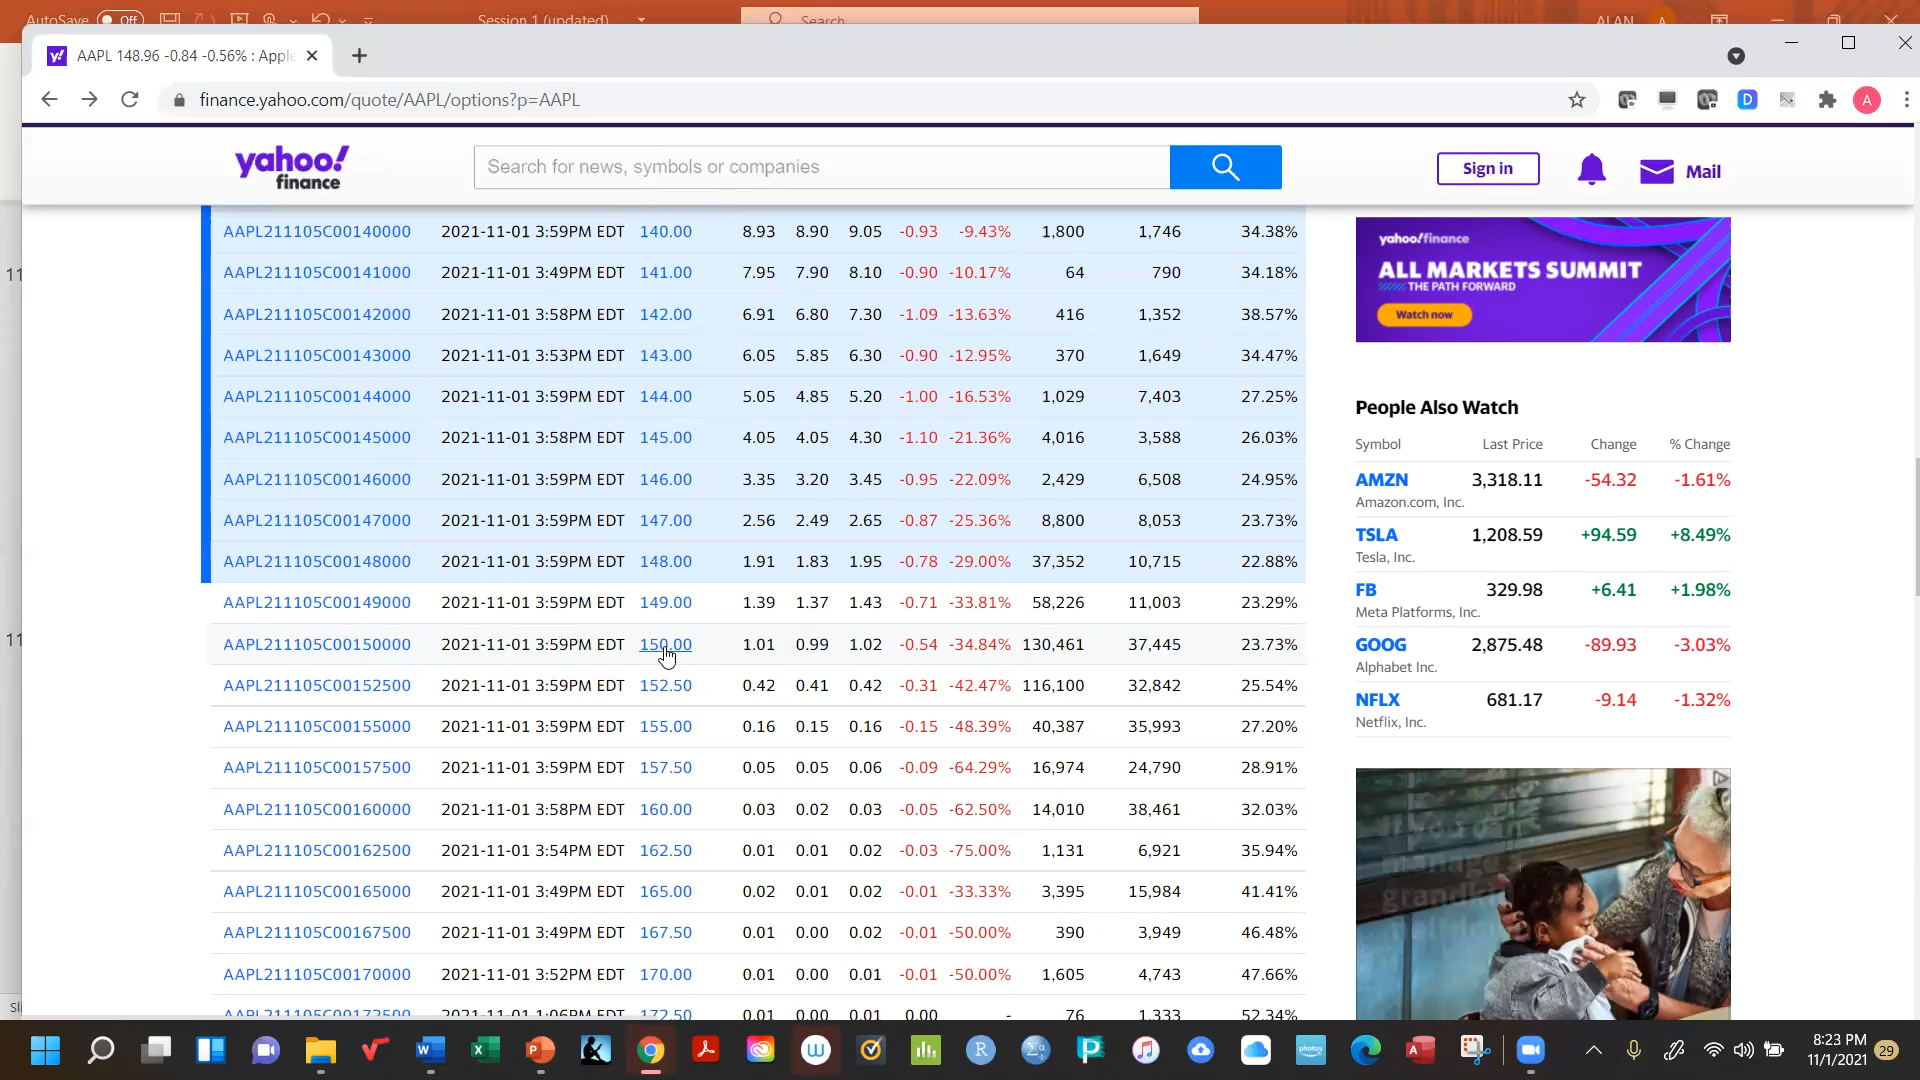 AutoSave Off Session 1 (updated) Search ALAN A
AAPL 148.96 -0.84 -0.56% : Apple
finance.yahoo.com/quote/AAPL/options?p=AAPL D A
yahoo! finance Search for news, symbols or companies Sign in Mail
AAPL211105C00140000 2021-11-01 3:59PM EDT 140.00 8.93 8.90 9.05 -0.93 -9.43% 1,800 1,746 34.38%
AAPL211105C00141000 2021-11-01 3:49PM EDT 141.00 7.95 7.90 8.10 -0.90 -10.17% 64 790 34.18%
AAPL211105C00142000 2021-11-01 3:58PM EDT 142.00 6.91 6.80 7.30 -1.09 -13.63% 416 1,352 38.57%
AAPL211105C00143000 2021-11-01 3:53PM EDT 143.00 6.05 5.85 6.30 -0.90 -12.95% 370 1,649 34.47%
AAPL211105C00144000 2021-11-01 3:59PM EDT 144.00 5.05 4.85 5.20 -1.00 -16.53% 1,029 7,403 27.25%
AAPL211105C00145000 2021-11-01 3:58PM EDT 145.00 4.05 4.05 4.30 -1.10 -21.36% 4,016 3,588 26.03%
AAPL211105C00146000 2021-11-01 3:59PM EDT 146.00 3.35 3.20 3.45 -0.95 -22.09% 2,429 6,508 24.95%
AAPL211105C00147000 2021-11-01 3:59PM EDT 147.00 2.56 2.49 2.65 -0.87 -25.36% 8,800 8,053 23.73%
AAPL211105C00148000 2021-11-01 3:59PM EDT 148.00 1.91 1.83 1.95 -0.78 -29.00% 37,352 10,715 22.88%
AAPL211105C00149000 2021-11-01 3:59PM EDT 149.00 1.39 1.37 1.43 -0.71 -33.81% 58,226 11,003 23.29%
AAPL211105C00150000 2021-11-01 3:59PM EDT 150.00 1.01 0.99 1.02 -0.54 -34.84% 130,461 37,445 23.73%
AAPL211105C00152500 2021-11-01 3:59PM EDT 152.50 0.42 0.41 0.42 -0.31 -42.47% 116,100 32,842 25.54%
AAPL211105C00155000 2021-11-01 3:59PM EDT 155.00 0.16 0.15 0.16 -0.15 -48.39% 40,387 35,993 27.20%
AAPL211105C00157500 2021-11-01 3:59PM EDT 157.50 0.05 0.05 0.06 -0.09 -64.29% 16,974 24,790 28.91%
AAPL211105C00160000 2021-11-01 3:58PM EDT 160.00 0.03 0.02 0.03 -0.05 -62.50% 14,010 38,461 32.03%
AAPL211105C00162500 2021-11-01 3:54PM EDT 162.50 0.01 0.01 0.02 -0.03 -75.00% 1,131 6,921 35.94%
AAPL211105C00165000 2021-11-01 3:49PM EDT 165.00 0.02 0.01 0.02 -0.01 -33.33% 3,395 15,984 41.41%
AAPL211105C00167500 2021-11-01 3:49PM EDT 167.50 0.01 0.00 0.02 -0.01 -50.00% 390 3,949 46.48%
AAPL211105C00170000 2021-11-01 3:52PM EDT 170.00 0.01 0.00 0.01 -0.01 -50.00% 1,605 4,743 47.66%
AAPL211105C00172500 2021-11-01 1:06PM EDT 172.50 0.01 0.00 0.01 0.00 - 76 1,333 52.34%
yahoo!finance
ALL MARKETS SUMMIT
THE PATH FORWARD
Watch now
People Also Watch
Symbol Last Price Change % Change
AMZN 3,318.11 -54.32 -1.61%
Amazon.com, Inc.
TSLA 1,208.59 +94.59 +8.49%
Tesla, Inc.
FB 329.98 +6.41 +1.98%
Meta Platforms, Inc.
GOOG 2,875.48 -89.93 -3.03%
Alphabet Inc.
NFLX 681.17 -9.14 -1.32%
Netflix, Inc.
8:23 PM
11/1/2021 29